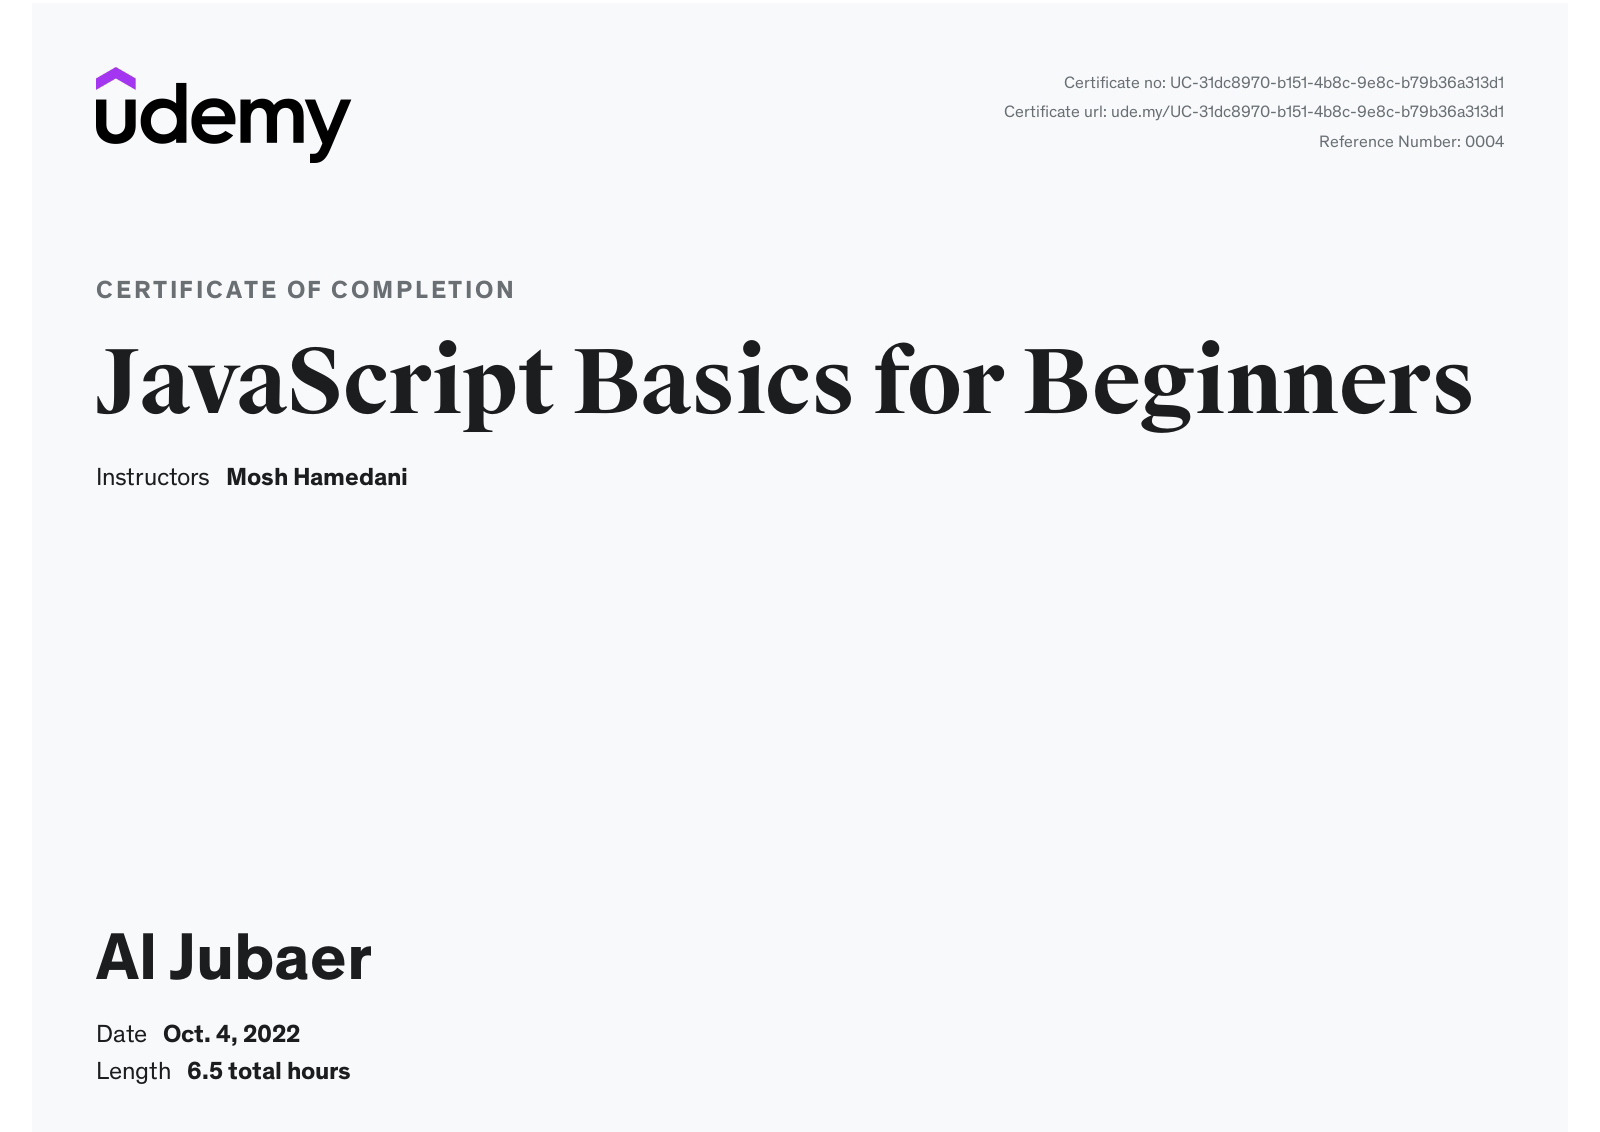 udemy
Certificate no: UC-31dc8970-b151-4b8c-9e8c-b79b36a313d1
Certificate url: ude.my/UC-31dc8970-b151-4b8c-9e8c-b79b36a313d1
Reference Number: 0004
CERTIFICATE OF COMPLETION
JavaScript Basics for Beginners
Instructors Mosh Hamedani
Al Jubaer
Date Oct. 4, 2022
Length 6.5 total hours